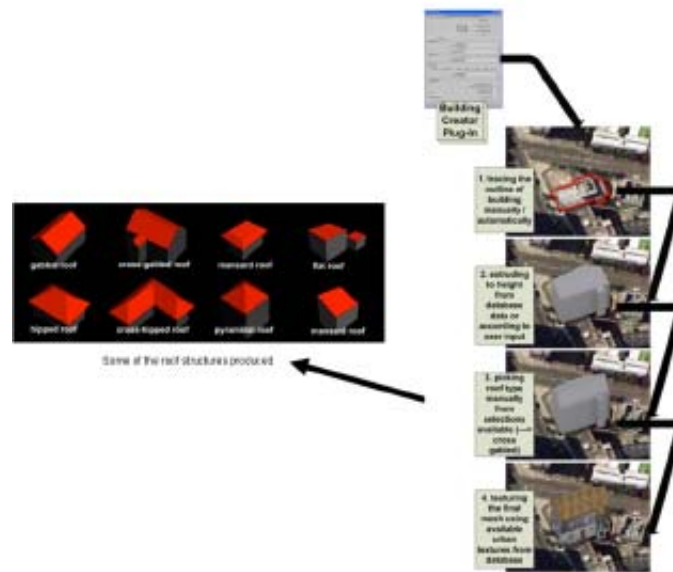 Building
Creator
Plug-In
1. tracing the
outline of
building
manually /
automatically
2. extruding
to height
from
database
data or
according to
user input
3. picking
roof type
manually
from
selections
available (---=
cross
gabled)
4. texturing
the final
mesh using
available
urban
textures from
database
gabled roof
cross-gabled roof
mansard roof
flat roof
hipped roof
cross-hipped roof
pyramidal roof
mansard roof
Some of the roof structures produced